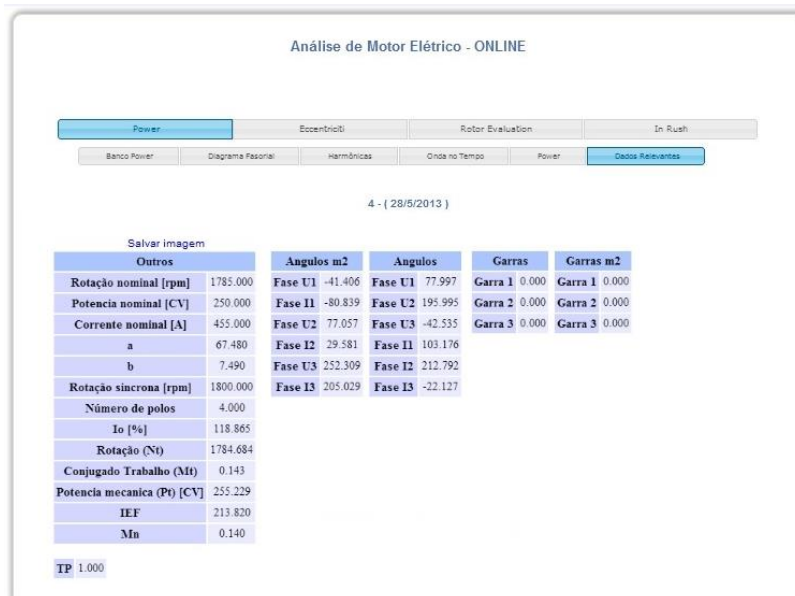 Análise de Motor Elétrico - ONLINE
Power Eccentriciti Rotor Evaluation In Rush
Banco Power Diagrama Fasorial Harmônicas Onda no Tempo Power Dados Relevantes
4 - ( 28/5/2013 )
Salvar imagem
Outros
Rotação nominal [rpm] 1785.000
Potencia nominal [CV] 250.000
Corrente nominal [A] 455.000
a 67.480
b 7.490
Rotação sincrona [rpm] 1800.000
Número de polos 4.000
Io [%] 118.865
Rotação (Nt) 1784.684
Conjugado Trabalho (Mt) 0.143
Potencia mecanica (Pt) [CV] 255.229
IEF 213.820
Mn 0.140
TP 1.000
Angulos m2
Fase U1 -41.406
Fase I1 -80.839
Fase U2 77.057
Fase I2 29.581
Fase U3 252.309
Fase I3 205.029
Angulos
Fase U1 77.997
Fase U2 195.995
Fase U3 -42.535
Fase I1 103.176
Fase I2 212.792
Fase I3 -22.127
Garras
Garra 1 0.000
Garra 2 0.000
Garra 3 0.000
Garras m2
Garra 1 0.000
Garra 2 0.000
Garra 3 0.000